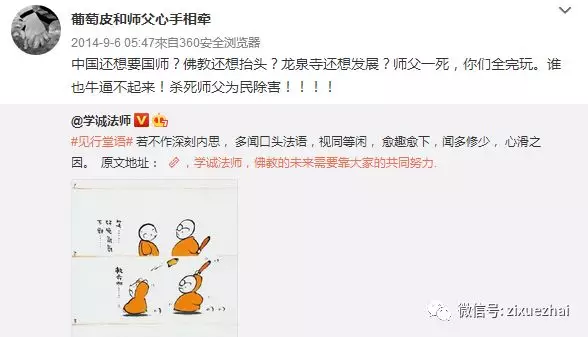 葡萄皮和师父心手相牵
2014-9-6 05:47來自360安全浏览器
中国还想要国师？佛教还想抬头？龙泉寺还想发展？师父一死，你们全完玩。谁
也牛逼不起来！杀死师父为民除害！！！！
@学诚法师
#见行堂语# 若不作深刻内思，多闻口头法语，视同等闲，愈趣愈下，闻多修少，心滑之
因。 原文地址： ，学诚法师，佛教的未来需要靠大家的共同努力.
微信号: zixuezhai